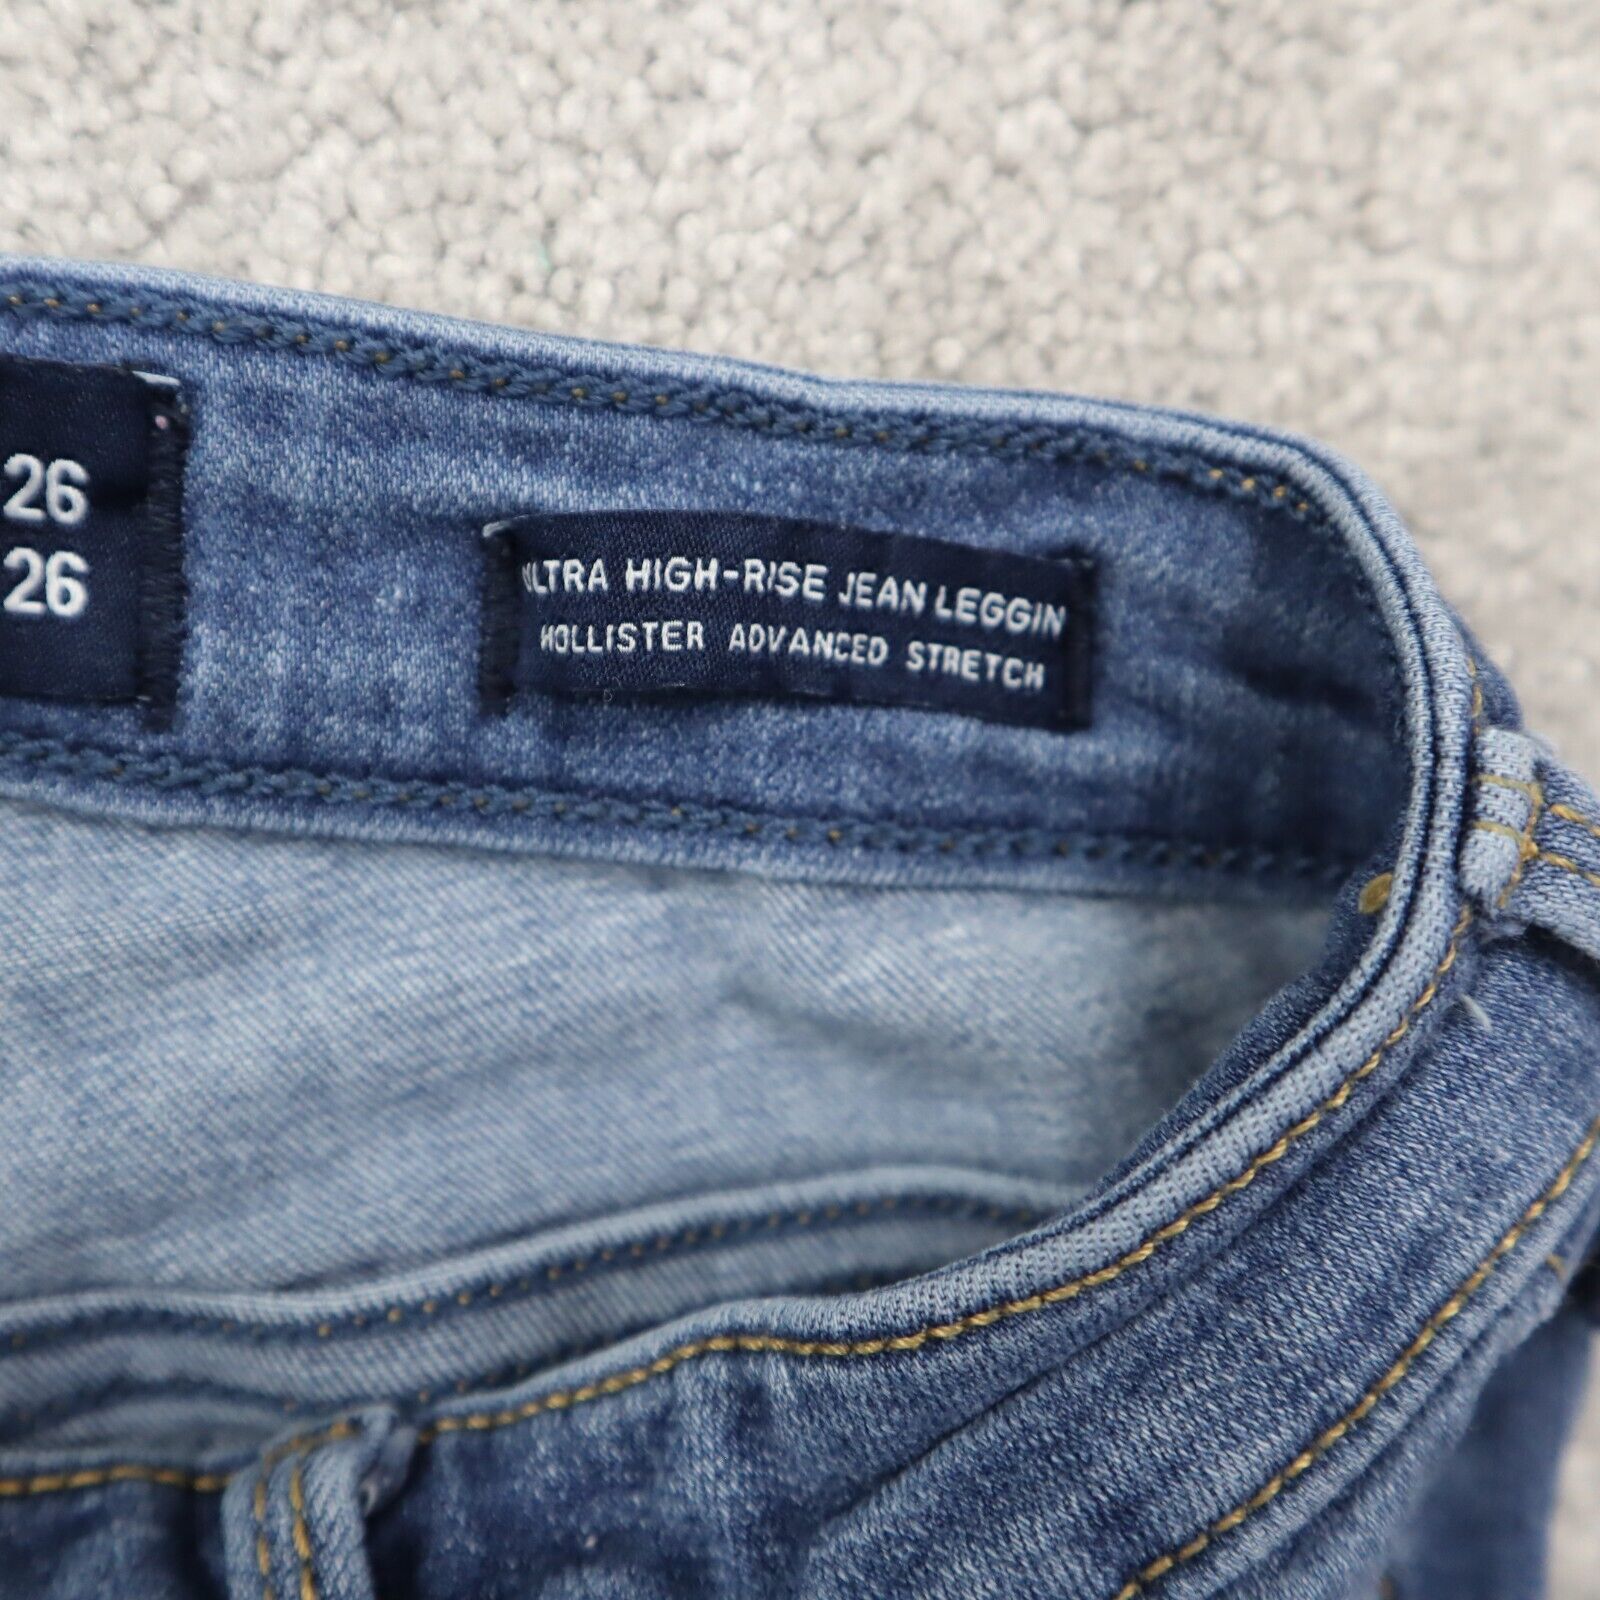 26
26
ULTRA HIGH-RISE JEAN LEGGIN
HOLLISTER ADVANCED STRETCH